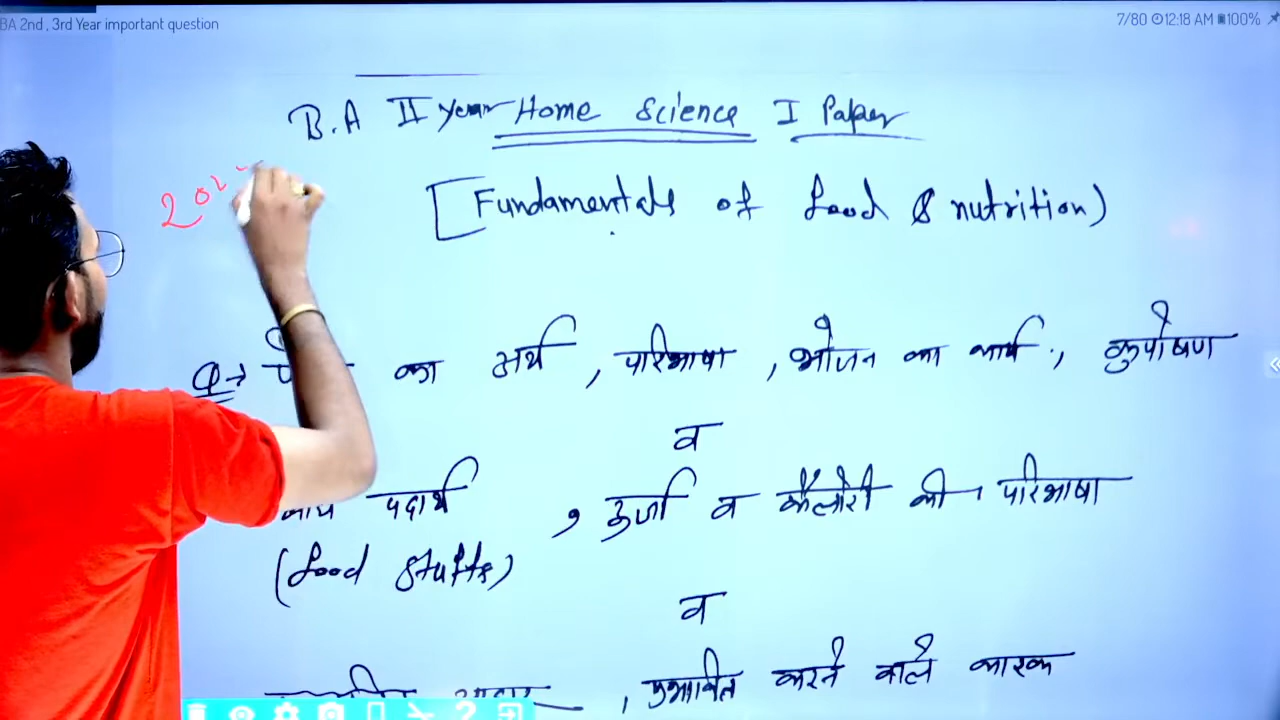 BA 2nd , 3rd Year important question
7/80 12:18 AM 100%
B.A II year Home Science I Paper
202
[Fundamentals of food & nutrition)
Q→ का अर्थ , परिभाषा , भोजन का कार्य , कुपोषण
व
पदार्थ , ऊर्जा व कैलोरी की परिभाषा
(food stuffs)
व
, प्रभावित करने वाले कारक